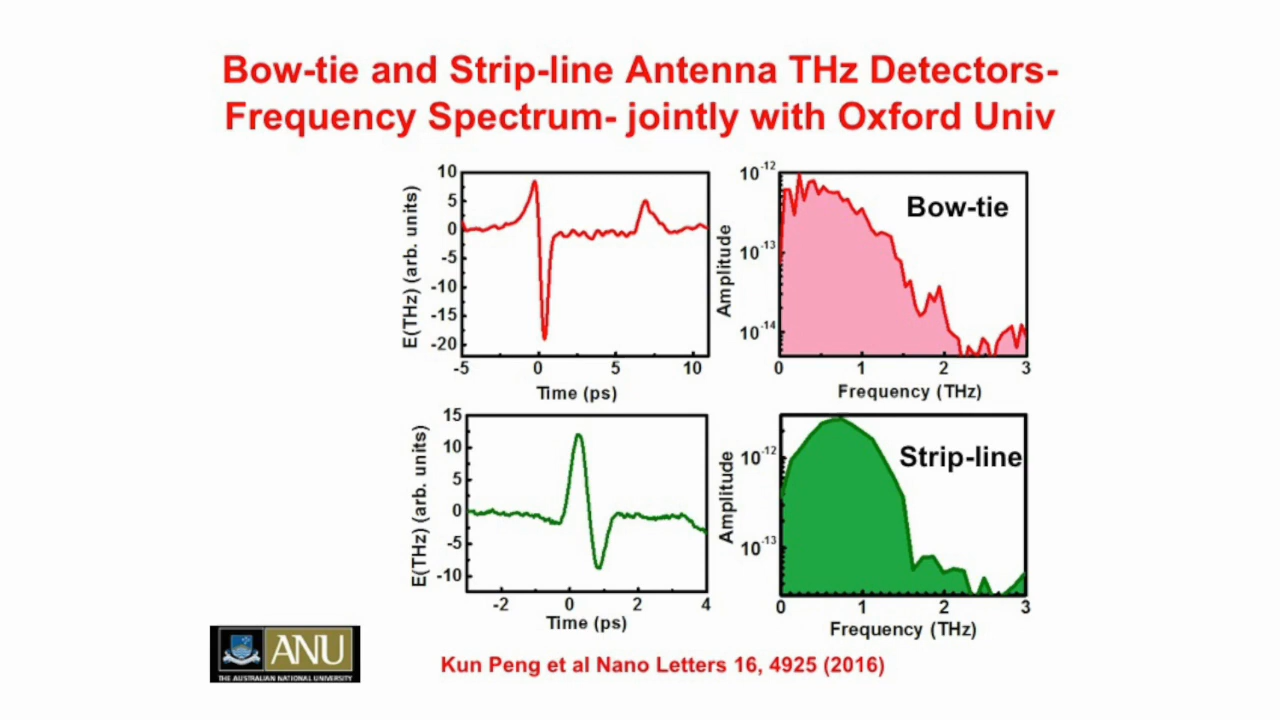 Bow-tie and Strip-line Antenna THz Detectors-
Frequency Spectrum- jointly with Oxford Univ
E(THz) (arb. units)
10
5
0
-5
-10
-15
-20
-5 0 5 10
Time (ps)
Amplitude
10-12
10-13
10-14
Bow-tie
0 1 2 3
Frequency (THz)
E(THz) (arb. units)
15
10
5
0
-5
-10
-2 0 2 4
Time (ps)
Amplitude
10-12
10-13
Strip-line
0 1 2 3
Frequency (THz)
ANU
THE AUSTRALIAN NATIONAL UNIVERSITY
Kun Peng et al Nano Letters 16, 4925 (2016)